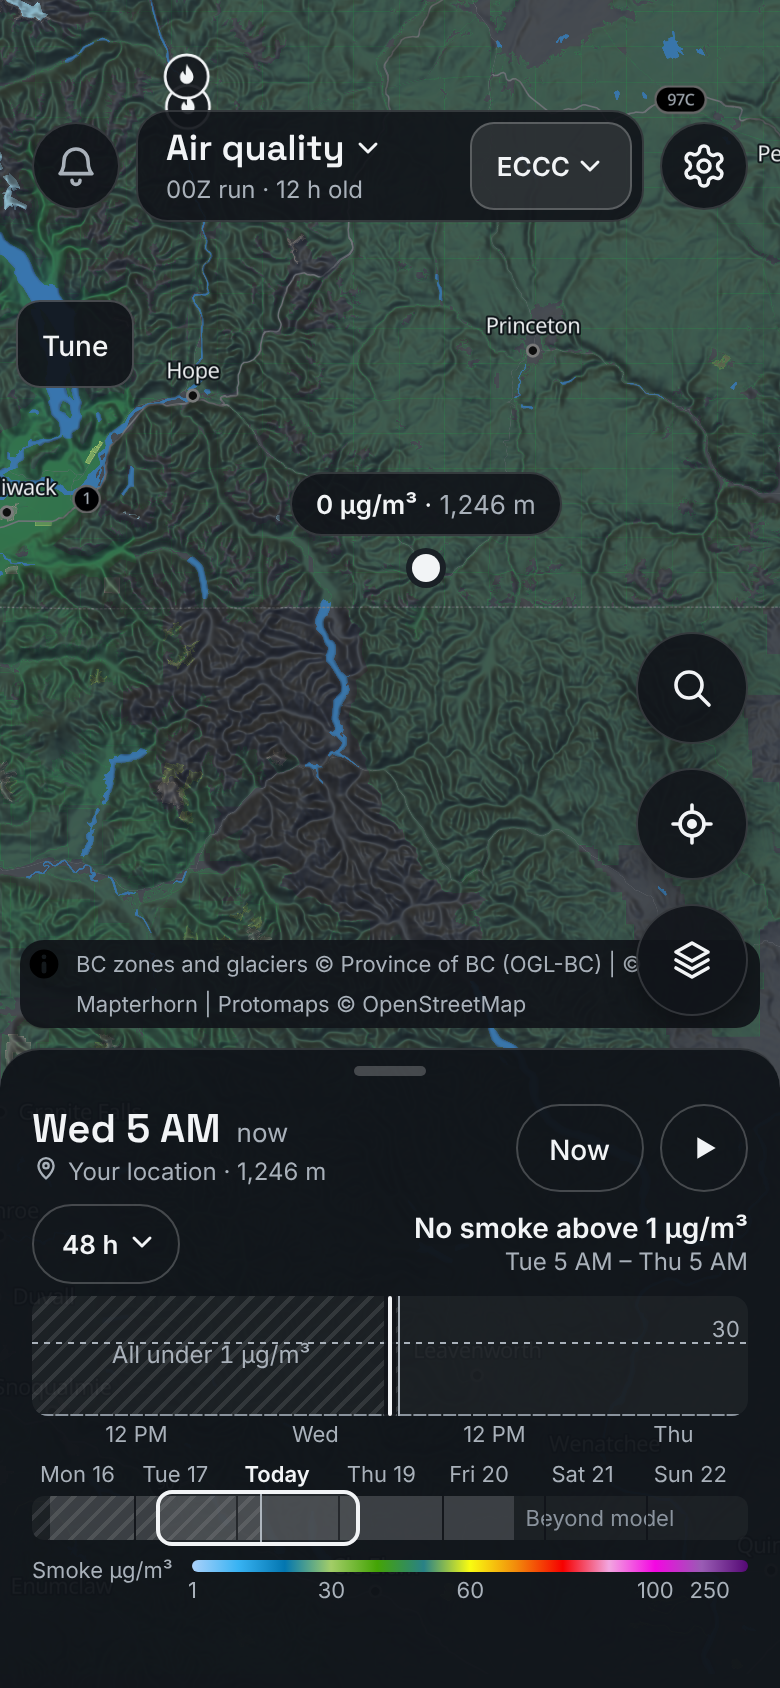 97C
Air quality
00Z run · 12 h old
ECCC
Pe
Tune
Princeton
Hope
iwack
1
0 µg/m³ · 1,246 m
BC zones and glaciers © Province of BC (OGL-BC) | ©
Mapterhorn | Protomaps © OpenStreetMap
Wed 5 AM now
Your location · 1,246 m
Now
48 h
No smoke above 1 µg/m³
Tue 5 AM – Thu 5 AM
30
All under 1 µg/m³
Leavenworth
12 PM Wed 12 PM Thu
Wenatchee
Mon 16 Tue 17 Today Thu 19 Fri 20 Sat 21 Sun 22
Beyond model
Smoke µg/m³
1 30 60 100 250
Enumclaw